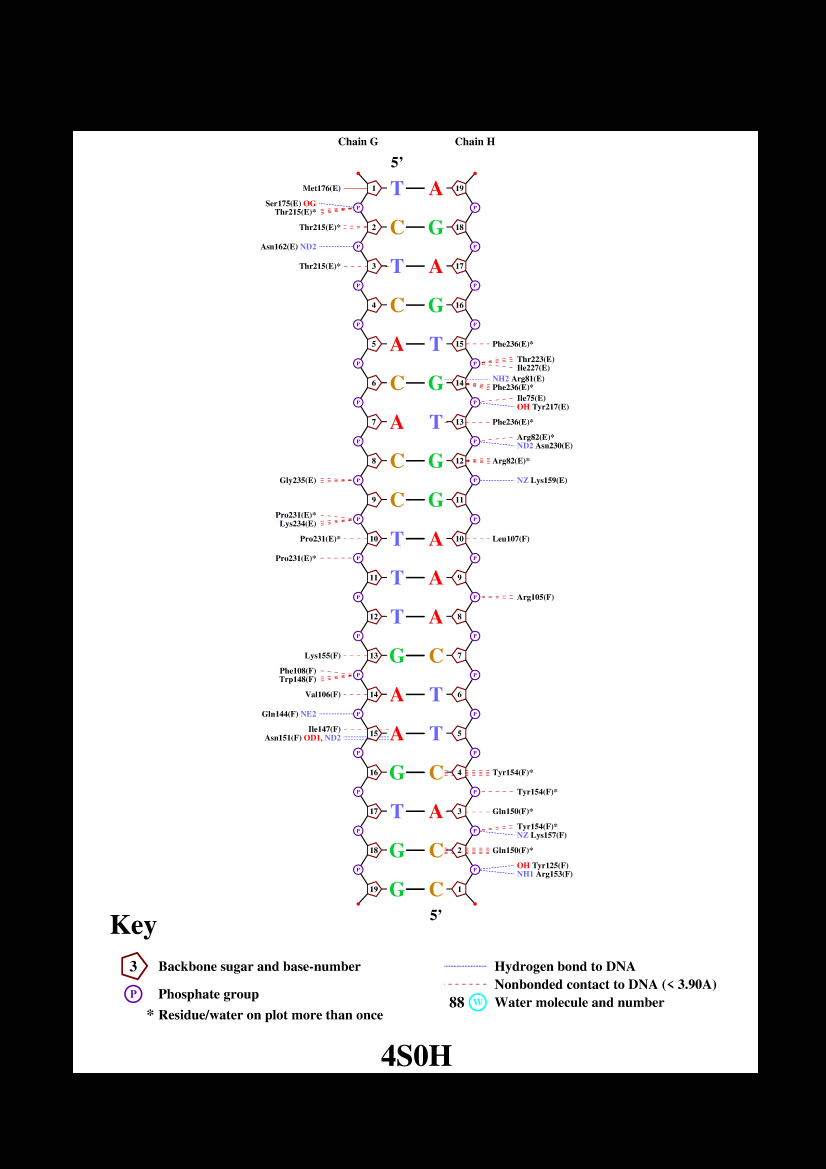 Chain G Chain H
5’
Met176(E) 1 T A 19
Ser175(E) OG P P
Thr215(E)*
Thr215(E)* 2 C G 18
Asn162(E) ND2 P P
Thr215(E)* 3 T A 17
P P
4 C G 16
P P
5 A T 15 Phe236(E)*
Thr223(E)
P P Ile227(E)
NH2 Arg81(E)
6 C G 14 Phe236(E)*
Ile75(E)
P P OH Tyr217(E)
7 A T 13 Phe236(E)*
Arg82(E)*
P P ND2 Asn230(E)
8 C G 12 Arg82(E)*
Gly235(E) P P NZ Lys159(E)
9 C G 11
Pro231(E)* P P
Lys234(E)
Pro231(E)* 10 T A 10 Leu107(F)
Pro231(E)* P P
11 T A 9
P P Arg105(F)
12 T A 8
P P
Lys155(F) 13 G C 7
Phe108(F) P P
Trp148(F)
Val106(F) 14 A T 6
Gln144(F) NE2 P P
Ile147(F) 15 A T 5
Asn151(F) OD1, ND2
P P
16 G C 4 Tyr154(F)*
P P Tyr154(F)*
17 T A 3 Gln150(F)*
Tyr154(F)*
P P NZ Lys157(F)
18 G C 2 Gln150(F)*
OH Tyr125(F)
P P NH1 Arg153(F)
19 G C 1
5’
Key
3 Backbone sugar and base-number
P Phosphate group
* Residue/water on plot more than once
Hydrogen bond to DNA
Nonbonded contact to DNA (< 3.90A)
88 W Water molecule and number
4S0H